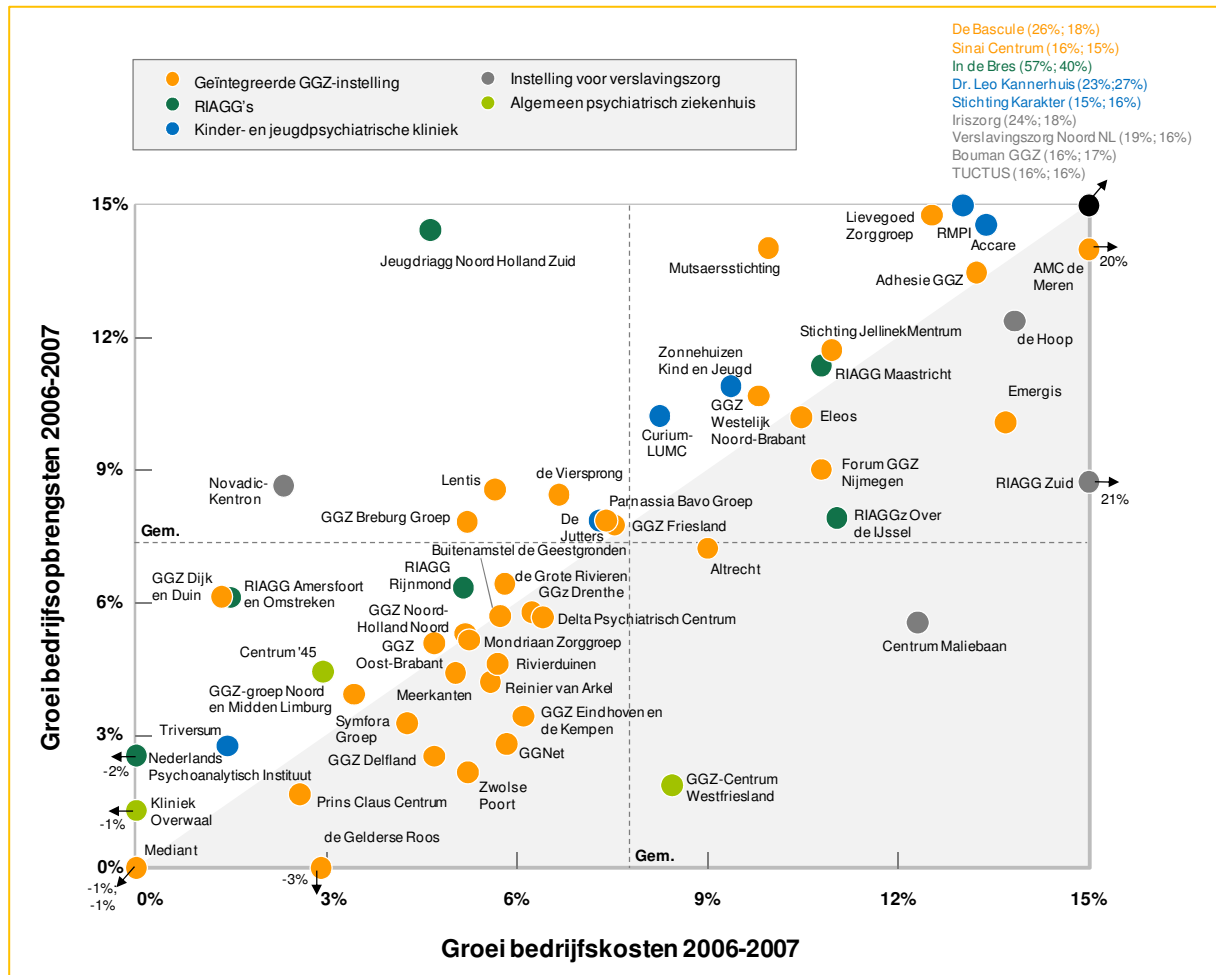 De Bascule (26%; 18%)
Sinai Centrum (16%; 15%)
In de Bres (57%; 40%)
Dr. Leo Kannerhuis (23%;27%)
Stichting Karakter (15%; 16%)
Iriszorg (24%; 18%)
Verslavingszorg Noord NL (19%; 16%)
Bouman GGZ (16%; 17%)
TUCTUS (16%; 16%)
Geïntegreerde GGZ-instelling
RIAGG's
Kinder- en jeugdpsychiatrische kliniek
Instelling voor verslavingszorg
Algemeen psychiatrisch ziekenhuis
Groei bedrijfsopbrengsten 2006-2007
15%
12%
9%
6%
3%
0%
Gem.
Jeugdriagg Noord Holland Zuid
Mutsaersstichting
Lievegoed
Zorggroep
RMPI
Accare
Adhesie GGZ
AMC de
Meren
20%
de Hoop
Stichting JellinekMentrum
RIAGG Maastricht
Zonnehuizen
Kind en Jeugd
GGZ
Westelijk
Noord-Brabant
Curium-
LUMC
Eleos
Emergis
Forum GGZ
Nijmegen
RIAGG Zuid
21%
RIAGGz Over
de IJssel
Novadic-
Kentron
Lentis
de Viersprong
GGZ Breburg Groep
De
Jutters
Parnassia Bavo Groep
GGZ Friesland
Altrecht
Buitenamstel de Geestgronden
RIAGG
Rijnmond
de Grote Rivieren
GGz Drenthe
GGZ Dijk
en Duin
RIAGG Amersfoort
en Omstreken
GGZ Noord-
Holland Noord
Delta Psychiatrisch Centrum
Mondriaan Zorggroep
GGZ
Oost-Brabant
Centrum Maliebaan
Centrum '45
Rivierduinen
Meerkanten
Reinier van Arkel
GGZ-groep Noord
en Midden Limburg
Symfora
Groep
GGZ Eindhoven en
de Kempen
Triversum
GGZ Delfland
GGNet
-2%
Nederlands
Psychoanalytisch Instituut
Zwolse
Poort
GGZ-Centrum
Westfriesland
Prins Claus Centrum
-1%
Kliniek
Overwaal
Mediant
de Gelderse Roos
Gem.
-1%;
-1%
-3%
0%
3%
6%
9%
12%
15%
Groei bedrijfskosten 2006-2007